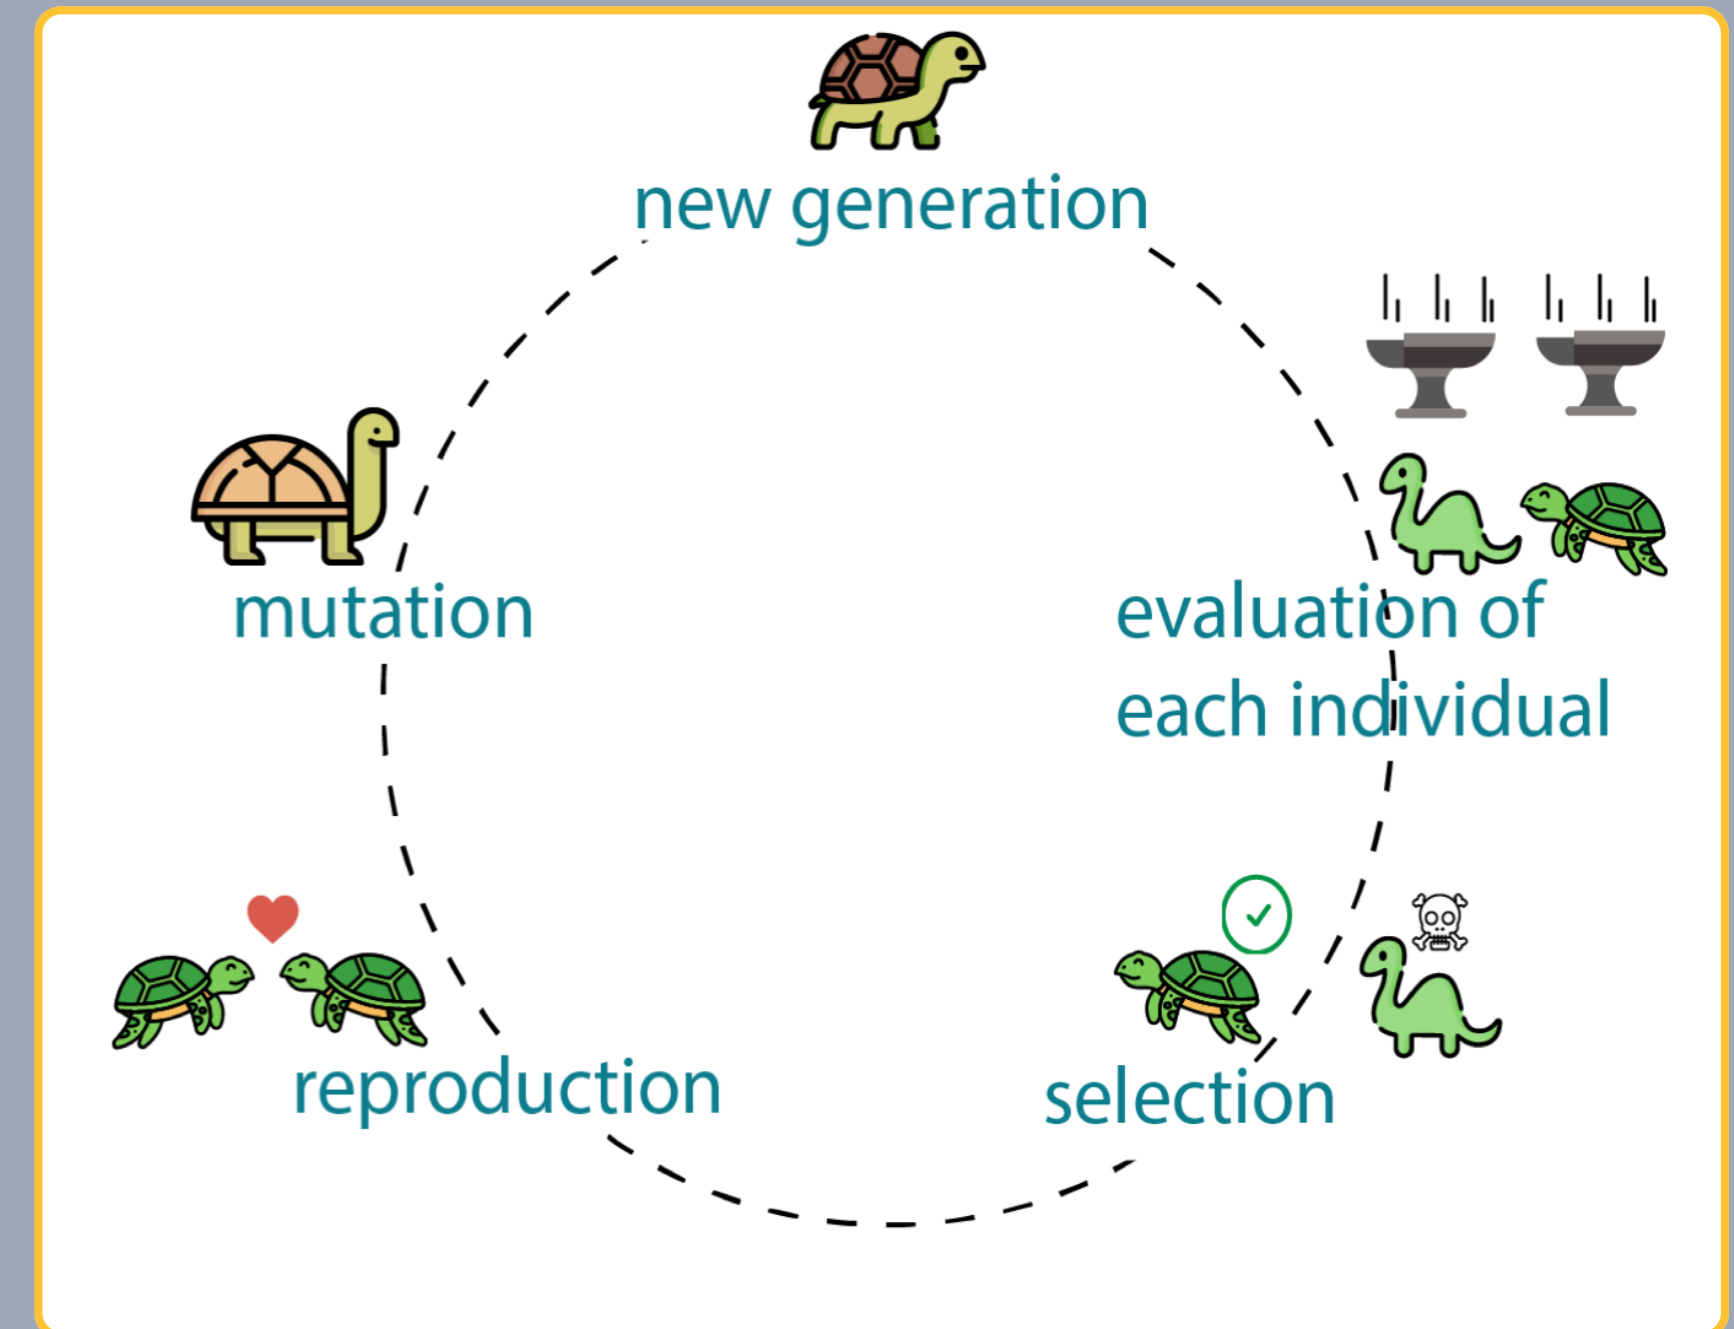 new generation
evaluation of
each individual
selection
reproduction
mutation